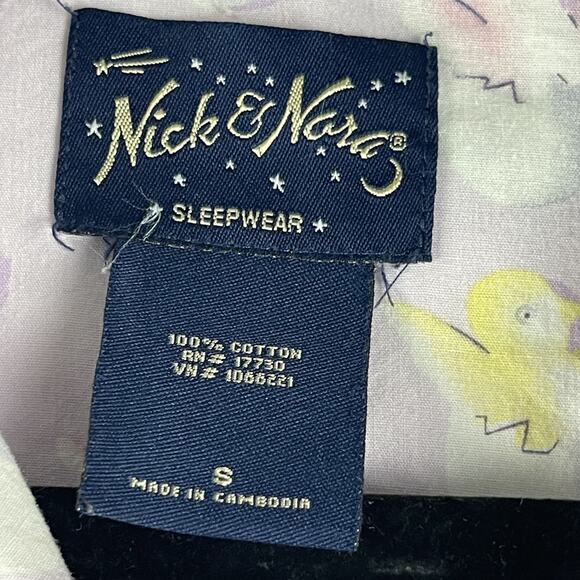 Nick & Nora®
SLEEPWEAR
100% COTTON
RN# 17730
VN# 1066221
S
MADE IN CAMBODIA